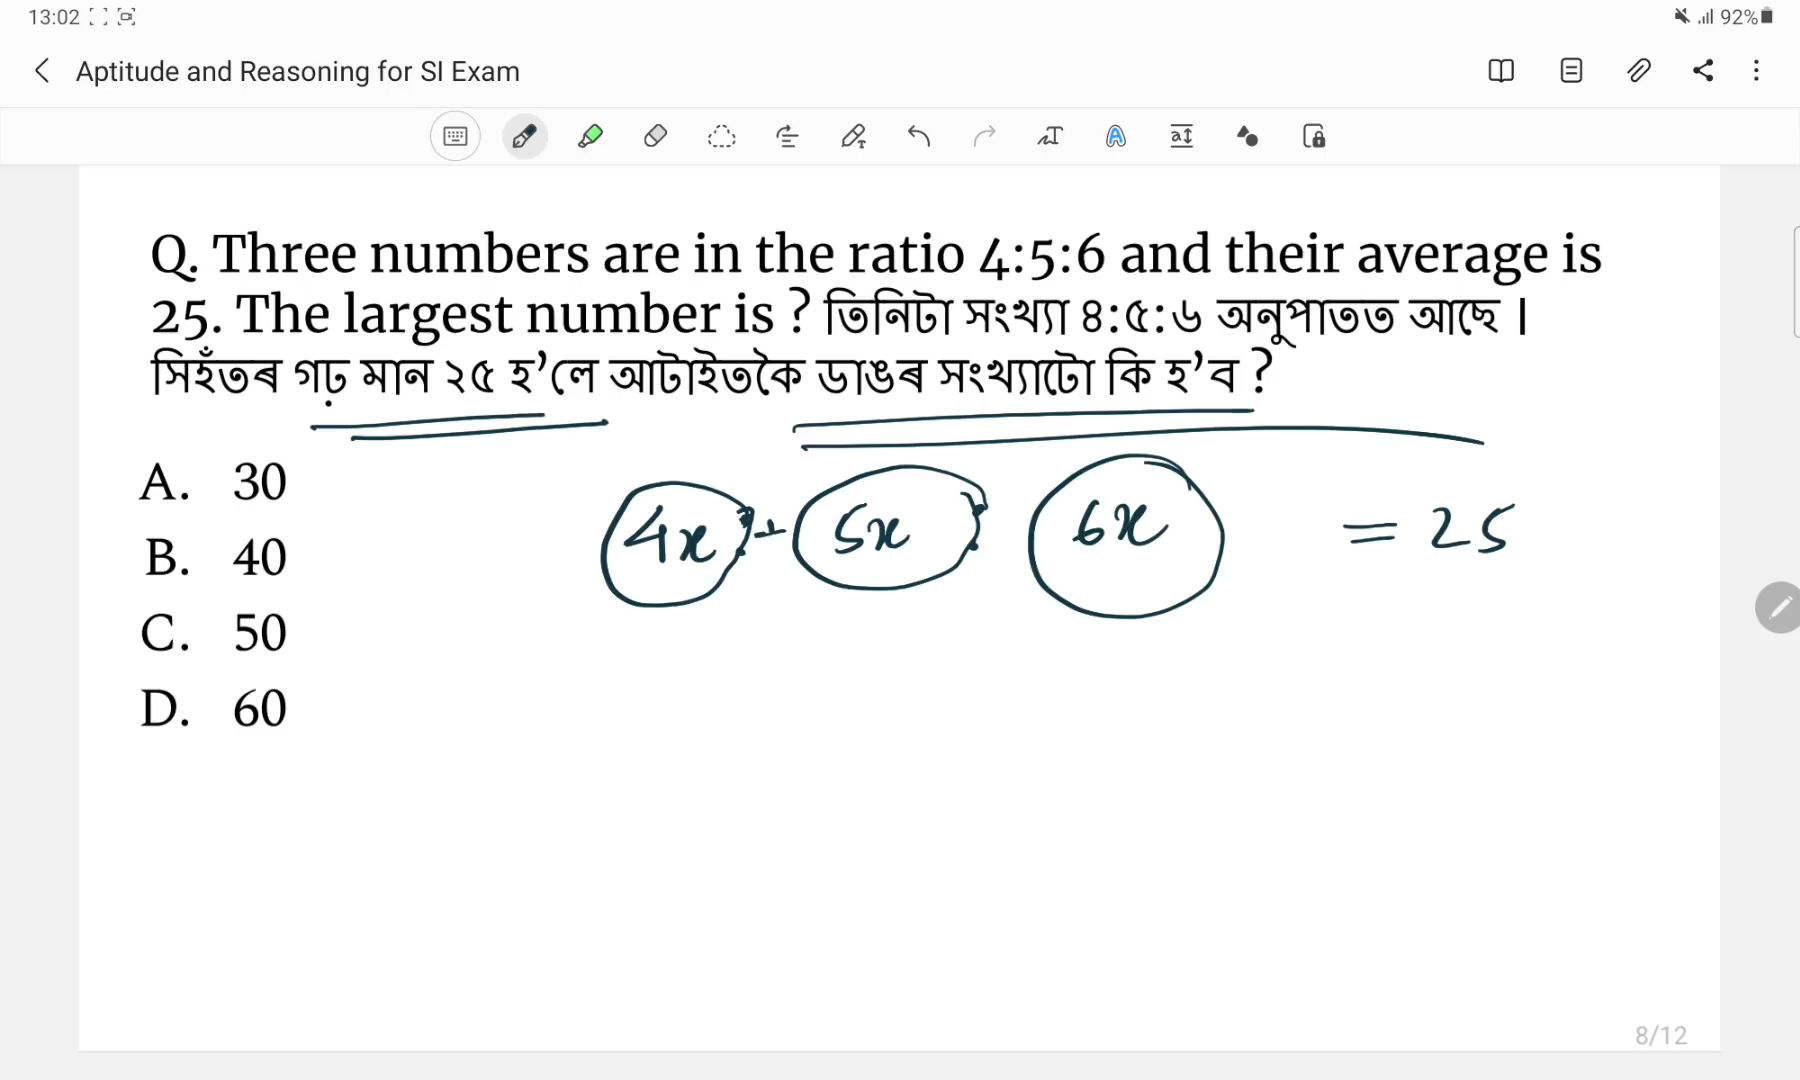 13:02
92%
Aptitude and Reasoning for SI Exam
Q. Three numbers are in the ratio 4:5:6 and their average is
25. The largest number is ? তিনিটা সংখ্যা ৪:৫:৬ অনুপাতত আছে ।
সিহঁতৰ গঢ় মান ২৫ হ’লে আটাইতকৈ ডাঙৰ সংখ্যাটো কি হ’ব ?
A. 30
B. 40
C. 50
D. 60
4x + 5x : 6x = 25
8/12